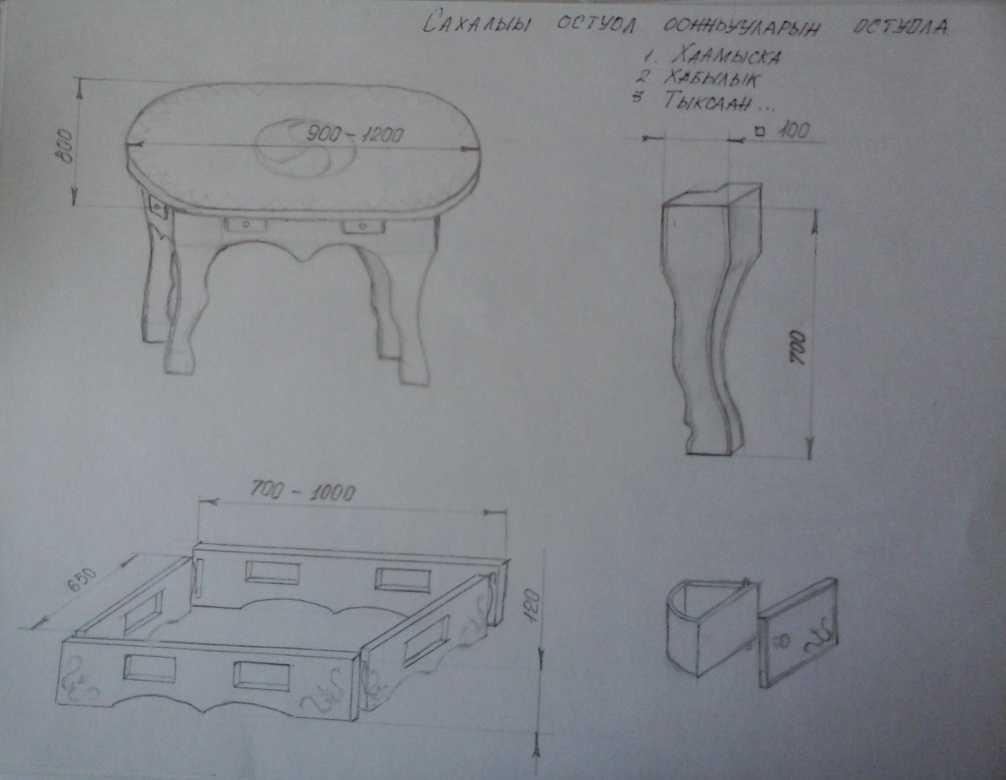 САХАЛЫЫ ОСТУОЛ ООННЬУУЛАРЫН ОСТУОЛА
1. ХААМЫСКА
2 ХАБЫЛЫК
3 ТЫКСААН...
900-1200
800
□ 100
700
700-1000
650
120